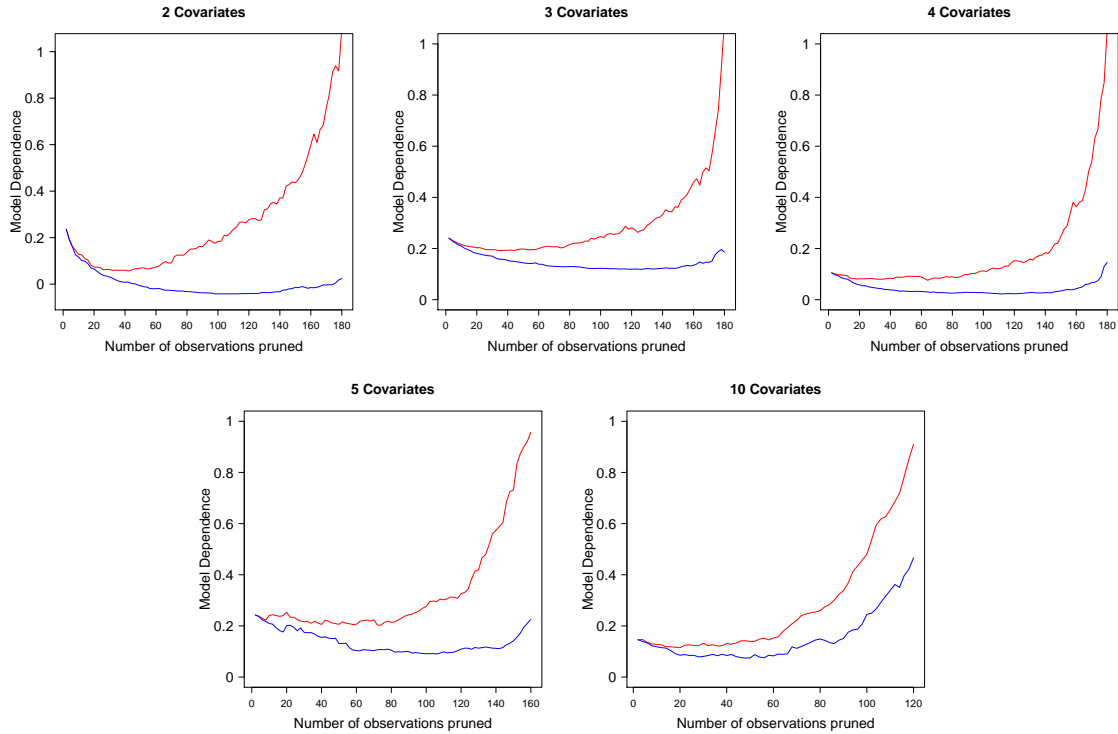 2 Covariates
1
0.8
0.6
0.4
0.2
0
Model Dependence
0 20 40 60 80 100 120 140 160 180
Number of observations pruned
3 Covariates
1
0.8
0.6
0.4
0.2
0
Model Dependence
0 20 40 60 80 100 120 140 160 180
Number of observations pruned
4 Covariates
1
0.8
0.6
0.4
0.2
0
Model Dependence
0 20 40 60 80 100 120 140 160 180
Number of observations pruned
5 Covariates
1
0.8
0.6
0.4
0.2
0
Model Dependence
0 20 40 60 80 100 120 140 160
Number of observations pruned
10 Covariates
1
0.8
0.6
0.4
0.2
0
Model Dependence
0 20 40 60 80 100 120
Number of observations pruned